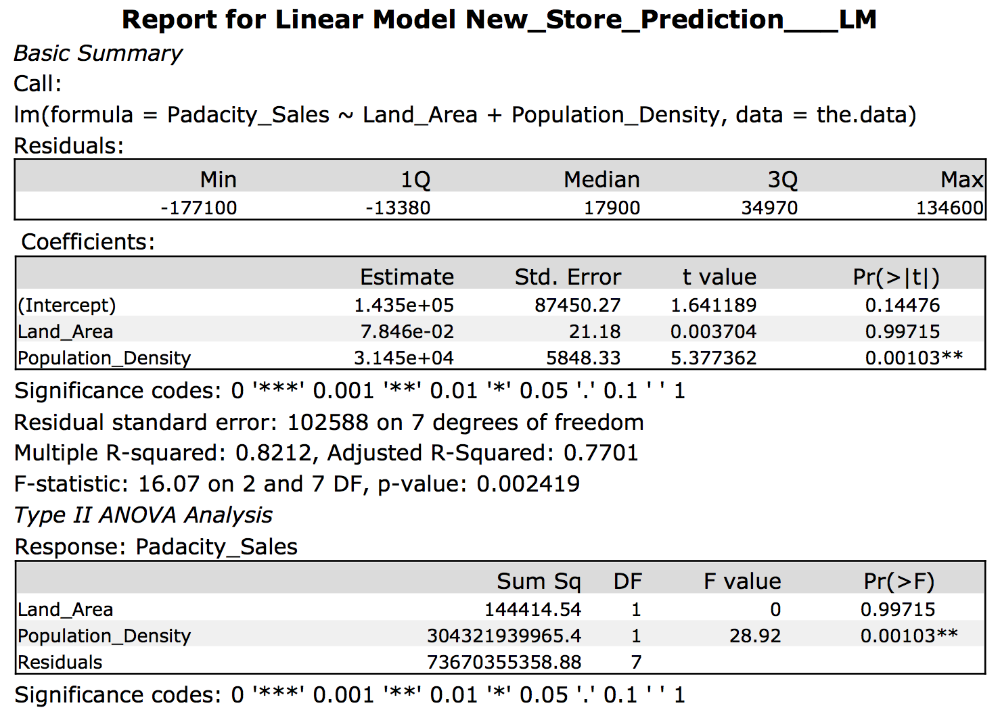 Report for Linear Model New_Store_Prediction___LM
Basic Summary
Call:
lm(formula = Padacity_Sales ~ Land_Area + Population_Density, data = the.data)
Residuals:
Min 1Q Median 3Q Max
-177100 -13380 17900 34970 134600
Coefficients:
Estimate Std. Error t value Pr(>|t|)
(Intercept) 1.435e+05 87450.27 1.641189 0.14476
Land_Area 7.846e-02 21.18 0.003704 0.99715
Population_Density 3.145e+04 5848.33 5.377362 0.00103**
Significance codes: 0 '***' 0.001 '**' 0.01 '*' 0.05 '.' 0.1 ' ' 1
Residual standard error: 102588 on 7 degrees of freedom
Multiple R-squared: 0.8212, Adjusted R-Squared: 0.7701
F-statistic: 16.07 on 2 and 7 DF, p-value: 0.002419
Type II ANOVA Analysis
Response: Padacity_Sales
Sum Sq DF F value Pr(>F)
Land_Area 144414.54 1 0 0.99715
Population_Density 304321939965.4 1 28.92 0.00103**
Residuals 73670355358.88 7
Significance codes: 0 '***' 0.001 '**' 0.01 '*' 0.05 '.' 0.1 ' ' 1